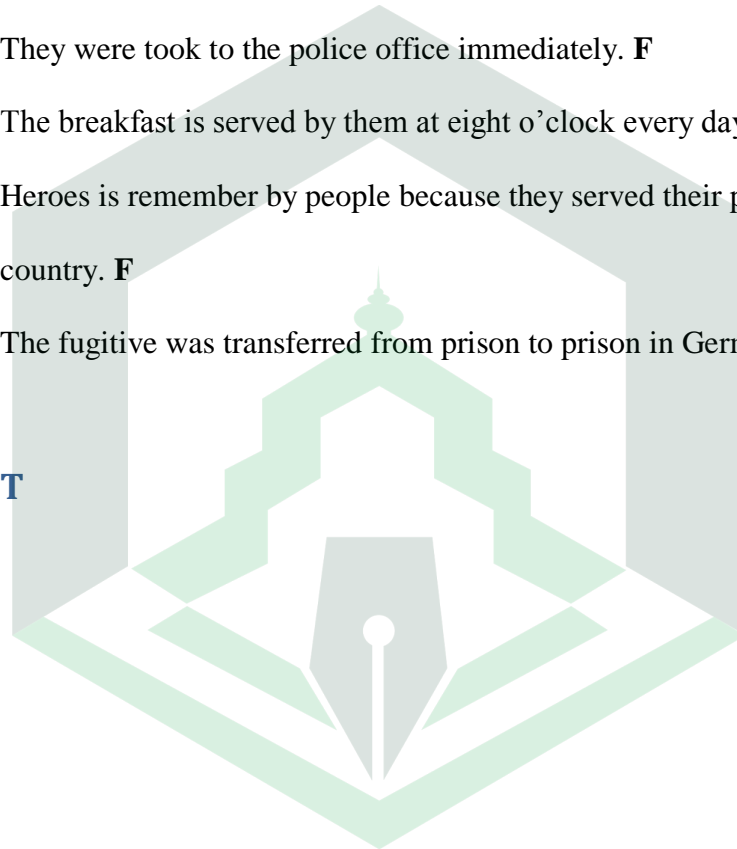 They were took to the police office immediately. F
The breakfast is served by them at eight o’clock every day
Heroes is remember by people because they served their p
country. F
The fugitive was transferred from prison to prison in Ger
T